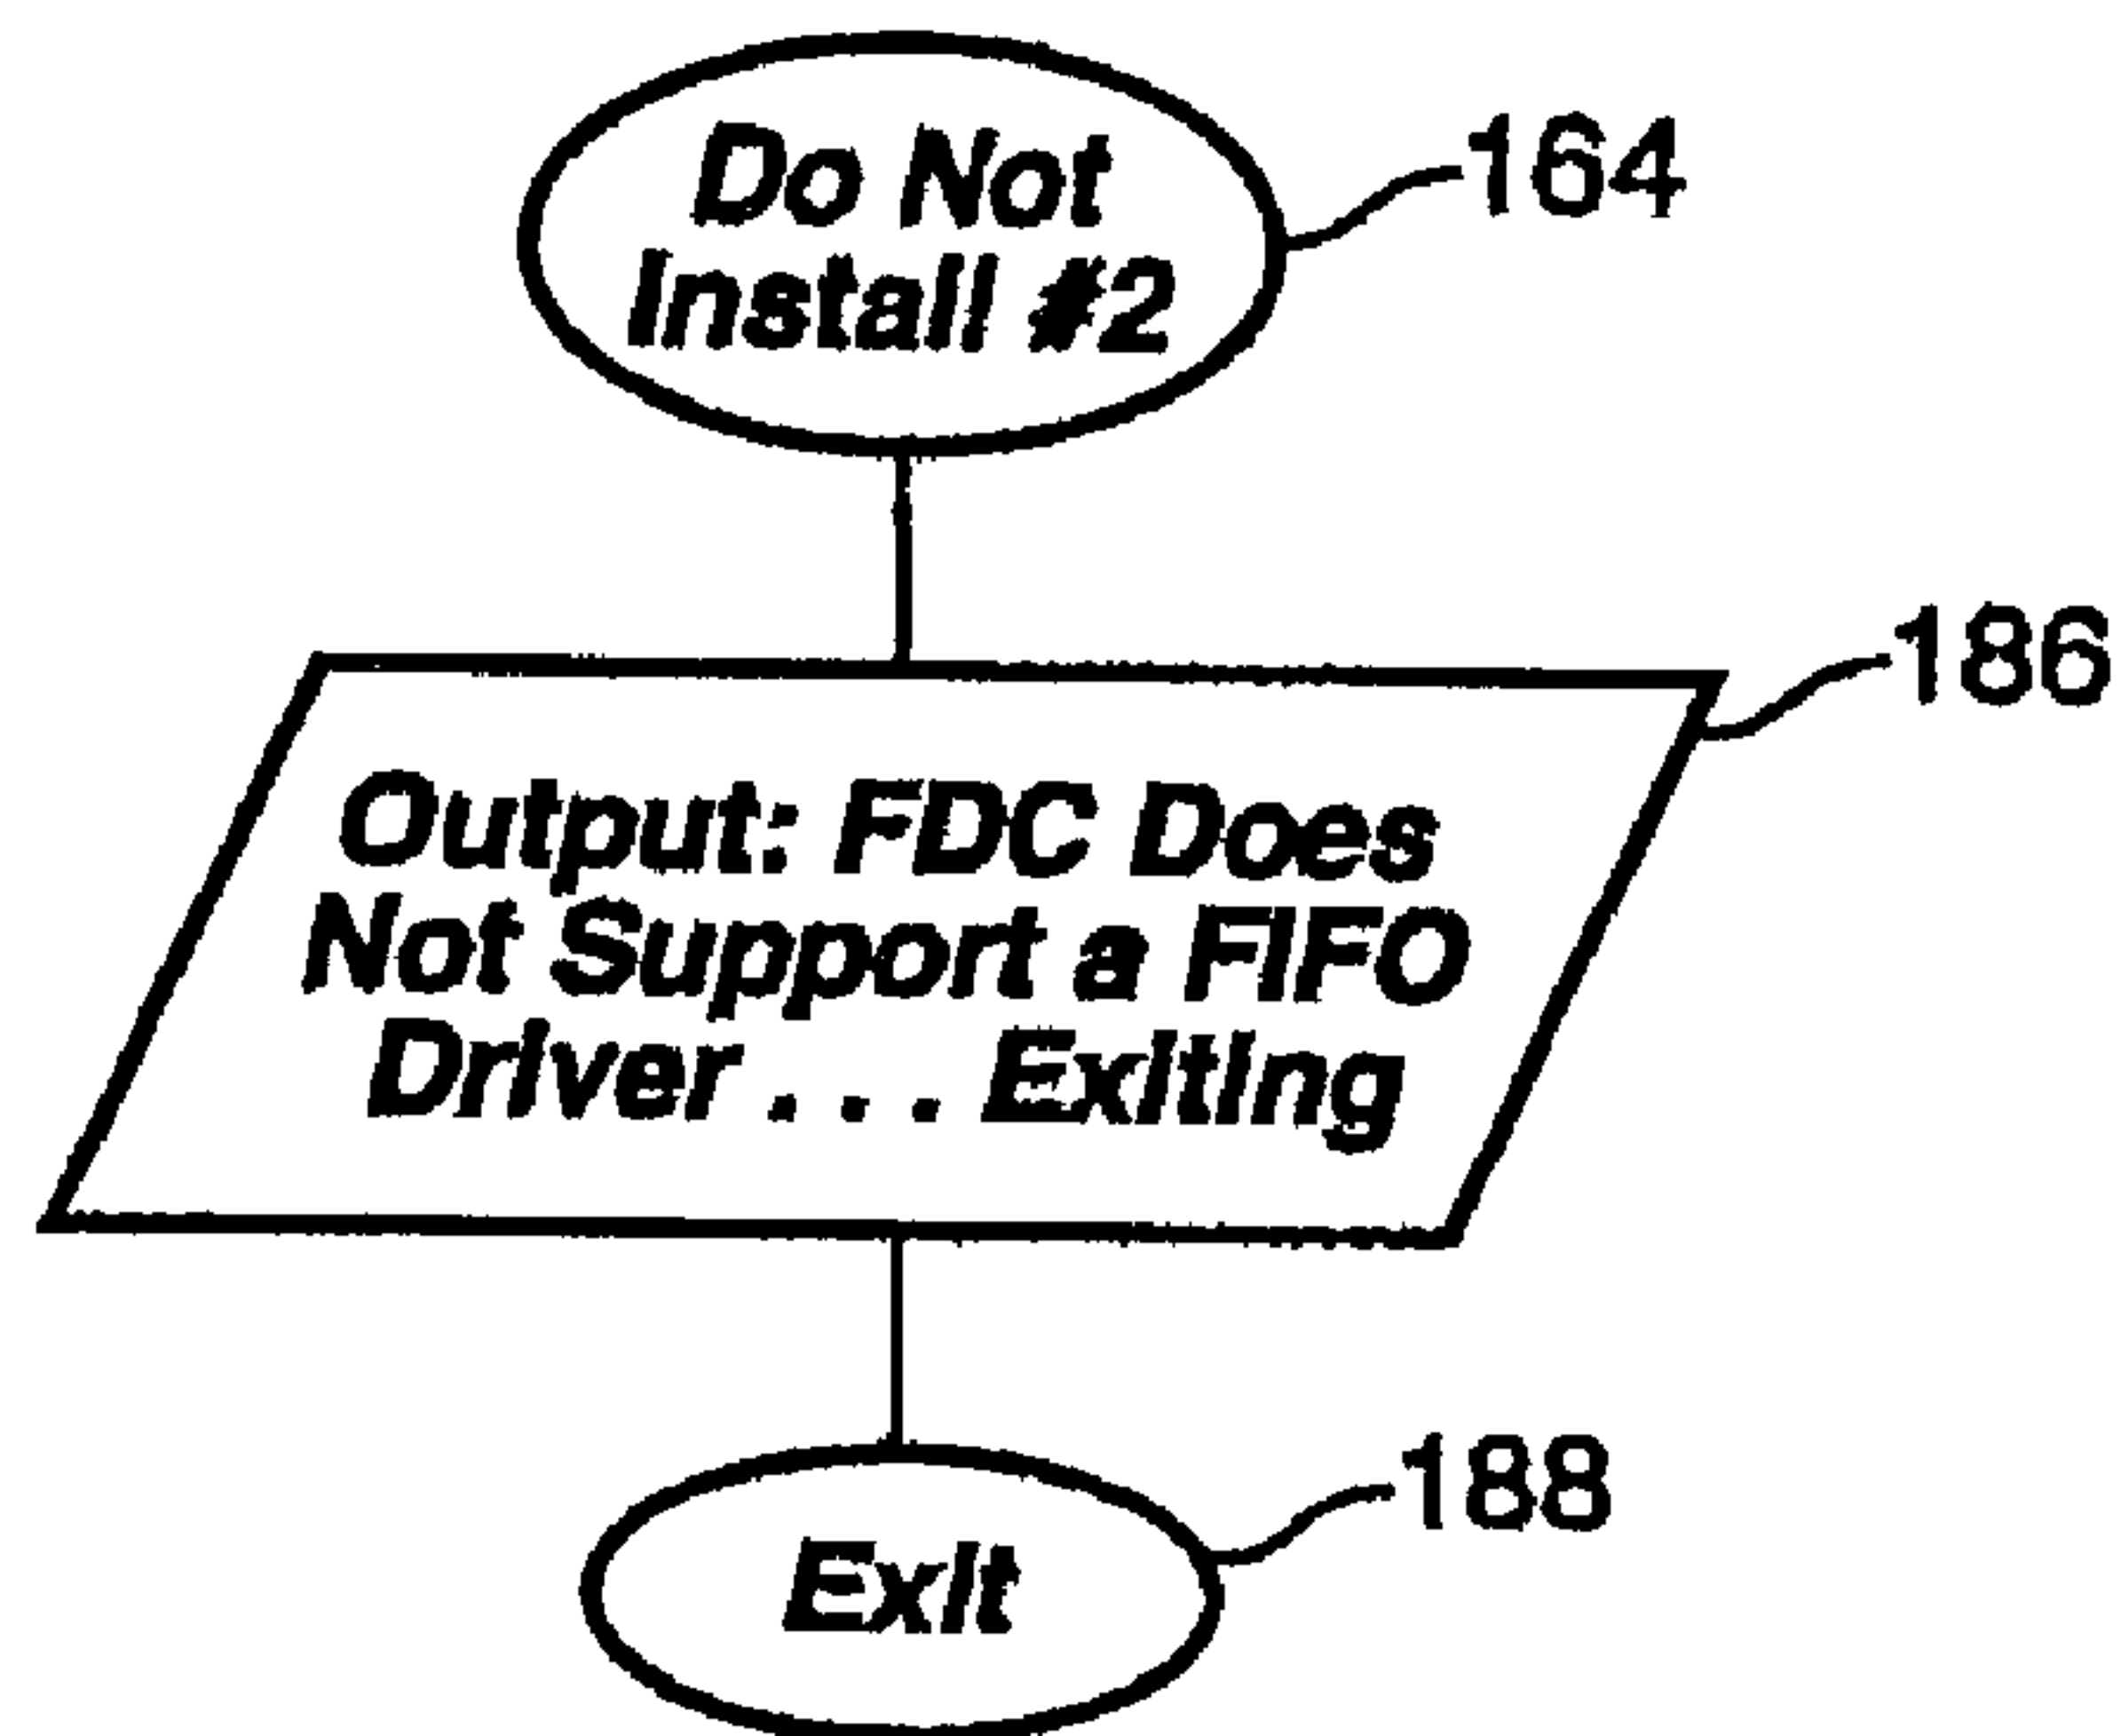 Do Not
Install #2
164
186
Output: FDC Does
Not Support a FIFO
Driver . . . Exiting
188
Exit